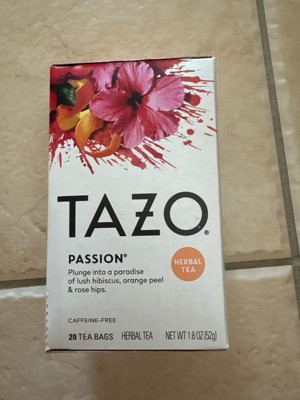 TAZO®
PASSION®
HERBAL
TEA
Plunge into a paradise
of lush hibiscus, orange peel
& rose hips.
CAFFEINE-FREE
20 TEA BAGS HERBAL TEA NET WT 1.8 OZ (52g)